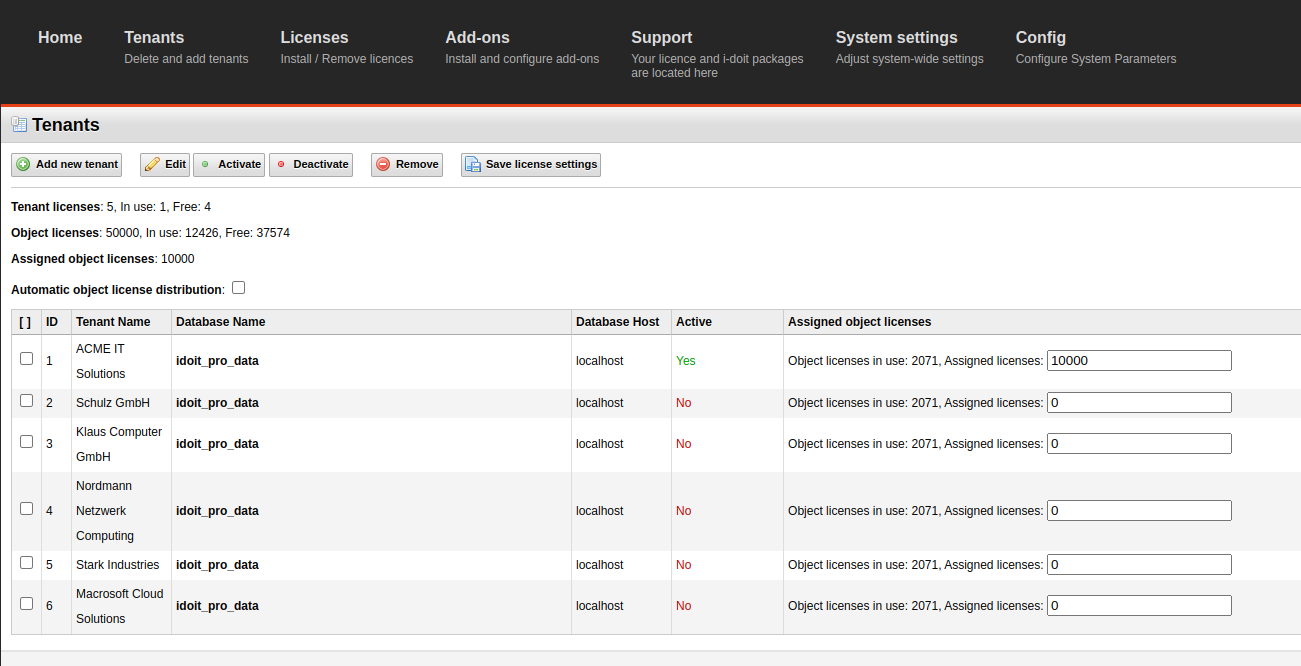 Home Tenants Licenses Add-ons Support System settings Config
Delete and add tenants Install / Remove licences Install and configure add-ons Your licence and i-doit packages Adjust system-wide settings Configure System Parameters
are located here
Tenants
Add new tenant Edit Activate Deactivate Remove Save license settings
Tenant licenses: 5, In use: 1, Free: 4
Object licenses: 50000, In use: 12426, Free: 37574
Assigned object licenses: 10000
Automatic object license distribution:
[ ] ID Tenant Name Database Name Database Host Active Assigned object licenses
ACME IT
1 idoit_pro_data localhost Yes Object licenses in use: 2071, Assigned licenses: 10000
Solutions
2 Schulz GmbH idoit_pro_data localhost No Object licenses in use: 2071, Assigned licenses: 0
Klaus Computer
3 idoit_pro_data localhost No Object licenses in use: 2071, Assigned licenses: 0
GmbH
Nordmann
4 Netzwerk idoit_pro_data localhost No Object licenses in use: 2071, Assigned licenses: 0
Computing
5 Stark Industries idoit_pro_data localhost No Object licenses in use: 2071, Assigned licenses: 0
Macrosoft Cloud
6 idoit_pro_data localhost No Object licenses in use: 2071, Assigned licenses: 0
Solutions